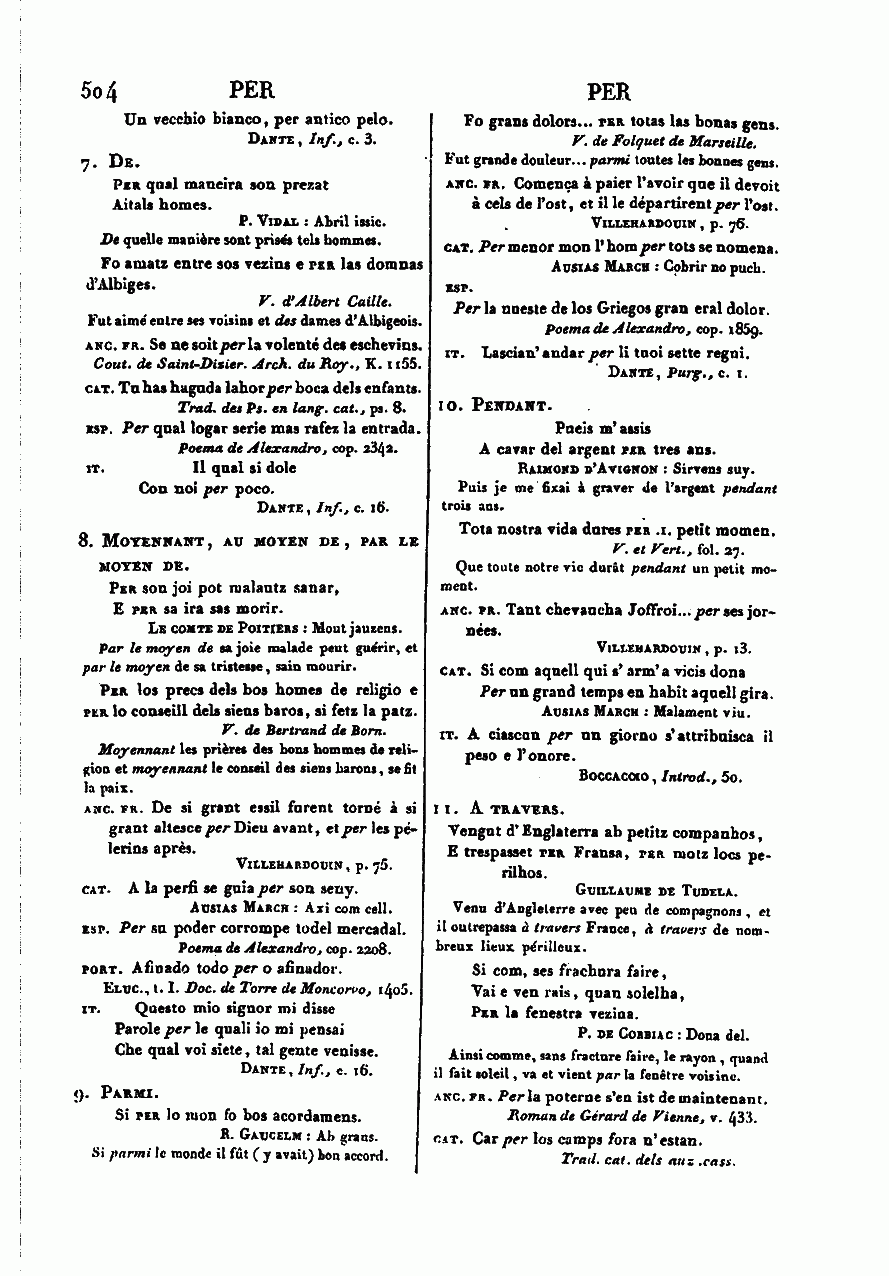 504 PER PER
Un vecchio bianco, per antico pelo.
DANTE, Inf., c. 3.
7. DE.
PER qual maneira son prezat
Aitals homes.
P. VIDAL : Abril issic.
De quelle manière sont prisés tels hommes.
Fo amatz entre sos vezins e PER las domnas
d'Albiges.
V. d'Albert Caille.
Fut aimé entre ses voisins et des dames d'Albigeois.
ANC. FR. Se ne soit per la volenté des eschevins.
Cout. de Saint-Disier. Arch. du Roy., K. 1155.
CAT. Tu has haguda lahor per boca dels enfants.
Trad. des Ps. en lang. cat., ps. 8.
ESP. Per qual logar serie mas rafez la entrada.
Poema de Alexandro, cop. 2342.
IT. Il qual si dole
Con noi per poco.
DANTE, Inf., c. 16.
8. MOYENNANT, AU MOYEN DE, PAR LE
MOYEN DE.
PER son joi pot malautz sanar,
E PER sa ira sas morir.
LE COMTE DE POITIERS : Mout jauzens.
Par le moyen de sa joie malade peut guérir, et
par le moyen de sa tristesse, sain mourir.
PER los precs dels bos homes de religio e
PER lo conseill dels siens baros, si fetz la patz.
V. de Bertrand de Born.
Moyennant les prières des bons hommes de reli-
gion et moyennant le conseil des siens barons, se fit
la paix.
ANC. FR. De si grant essil furent torné à si
grant altesce per Dieu avant, et per les pé-
lerins après.
VILLEHARDOUIN, p. 75.
CAT. A la perfi se guia per son seny.
AUSIAS MARCH : Axi com cell.
ESP. Per su poder corrompe todel mercadal.
Poema de Alexandro, cop. 2208.
PORT. Afinado todo per o afinador.
ELUC., t. I. Doc. de Torre de Moncorvo, 1405.
IT. Questo mio signor mi disse
Parole per le quali io mi pensai
Che qual voi siete, tal gente venisse.
DANTE, Inf., c. 16.
9. PARMI.
Si PER lo mon fo bos acordamens.
R. GAUCELM : Ab grans.
Si parmi le monde il fût ( y avait) bon accord.
Fo grans dolors... PER totas las bonas gens.
V. de Folquet de Marseille.
Fut grande douleur... parmi toutes les bonnes gens.
ANC. FR. Comença à paier l'avoir que il devoit
à cels de l'ost, et il le départirent per l'ost.
VILLEHARDOUIN, p. 76.
CAT. Per menor mon l'hom per tots se nomena.
AUSIAS MARCH : Cobrir no puch.
ESP.
Per la nueste de los Griegos gran eral dolor.
Poema de Alexandro, cop. 1859.
IT. Lascian' andar per li tuoi sette regni.
DANTE, Purg., c. 1.
10. PENDANT.
Pueis m'assis
A cavar del argent PER tres ans.
RAIMOND D'AVIGNON : Sirvens suy.
Puis je me fixai à graver de l'argent pendant
trois ans.
Tota nostra vida dures PER .I. petit momen.
V. et Vert., fol. 27.
Que toute notre vie durât pendant un petit mo-
ment.
ANC. FR. Tant chevaucha Joffroi... per ses jor-
nées.
VILLEHARDOUIN, p. 13.
CAT. Si com aquell qui s' arm' a vicis dona
Per un grand temps en habit aquell gira.
AUSIAS MARCH : Malament viu.
IT. A ciascun per un giorno s'attribuisca il
peso e l'onore.
BOCCACCIO, Introd., 50.
11. A TRAVERS.
Vengut d'Englaterra ab petitz companhos,
E trespasset PER Fransa, PER motz locs pe-
rilhos.
GUILLAUME DE TUDELA.
Venu d'Angleterre avec peu de compagnons, et
il outrepassa à travers France, à travers de nom-
breux lieux périlleux.
Si com, ses frachura faire,
Vai e ven rais, quan solelha,
PER la fenestra vezina.
P. DE CORBIAC : Dona del.
Ainsi comme, sans fracture faire, le rayon, quand
il fait soleil, va et vient par la fenêtre voisine.
ANC. FR. Per la poterne s'en ist de maintenant.
Roman de Gérard de Vienne, v. 433.
CAT. Car per los camps fora n'estan.
Trad. cat. dels auz. cass.